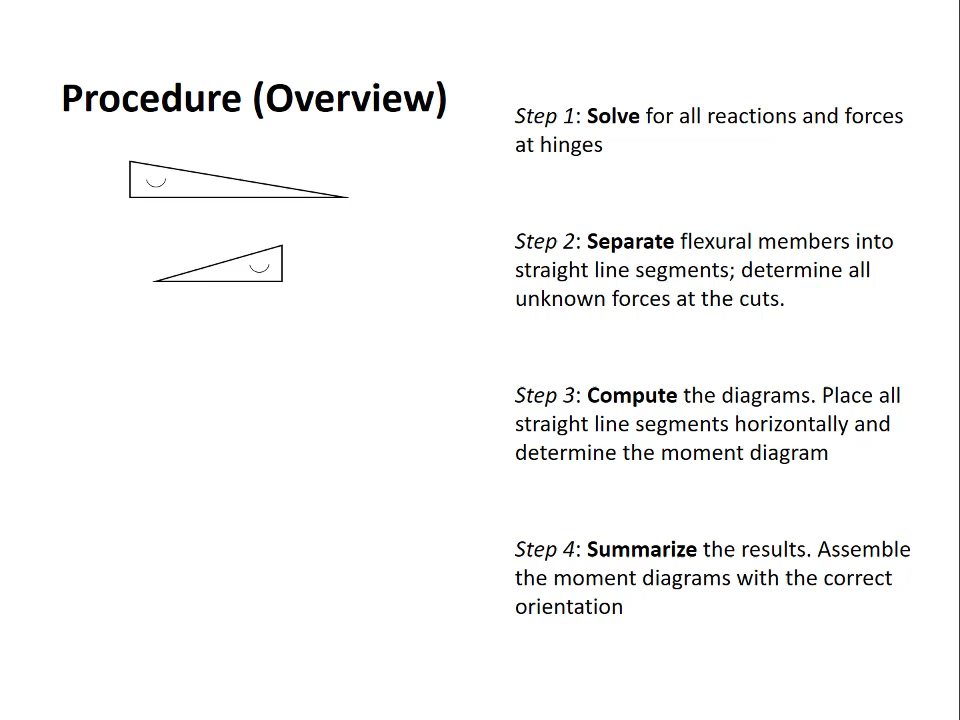 Procedure (Overview)
Step 1: Solve for all reactions and forces
at hinges
Step 2: Separate flexural members into
straight line segments; determine all
unknown forces at the cuts.
Step 3: Compute the diagrams. Place all
straight line segments horizontally and
determine the moment diagram
Step 4: Summarize the results. Assemble
the moment diagrams with the correct
orientation